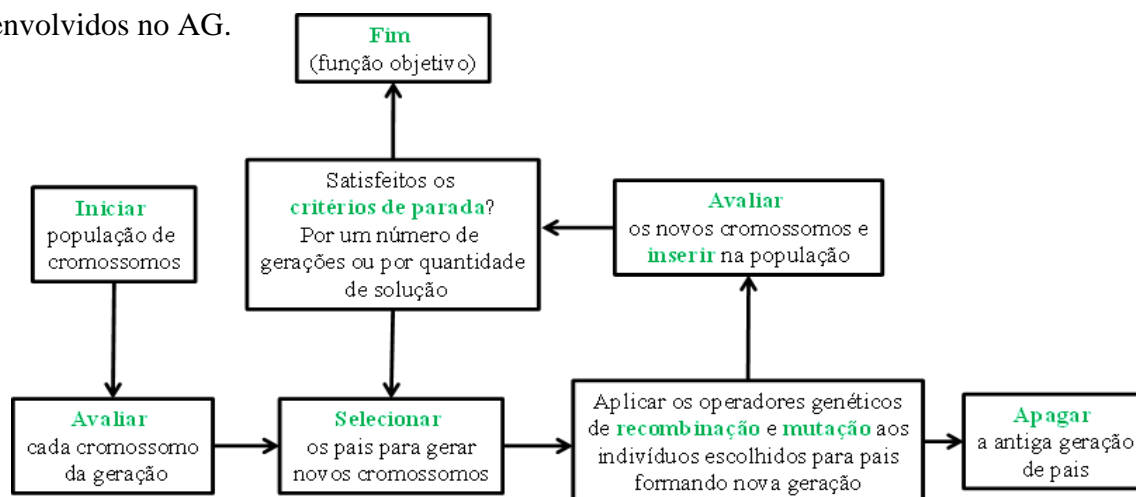 envolvidos no AG.
Fim
(função objetivo)
Satisfeitos os
critérios de parada?
Por um número de
gerações ou por quantidade
de solução
Iniciar
população de
cromossomos
Avaliar
os novos cromossomos e
inserir na população
Avaliar
cada cromossomo
da geração
Selecionar
os pais para gerar
novos cromossomos
Aplicar os operadores genéticos
de recombinação e mutação aos
indivíduos escolhidos para pais
formando nova geração
Apagar
a antiga geração
de pais